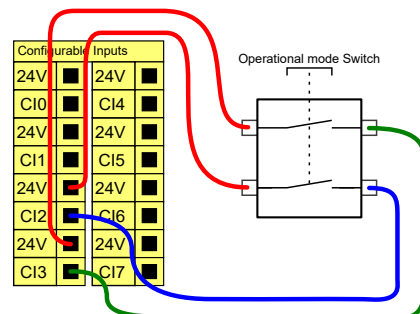 Configurable Inputs
Operational mode Switch
24V 24V
CI0 CI4
24V 24V
CI1 CI5
24V 24V
CI2 CI6
24V 24V
CI3 CI7